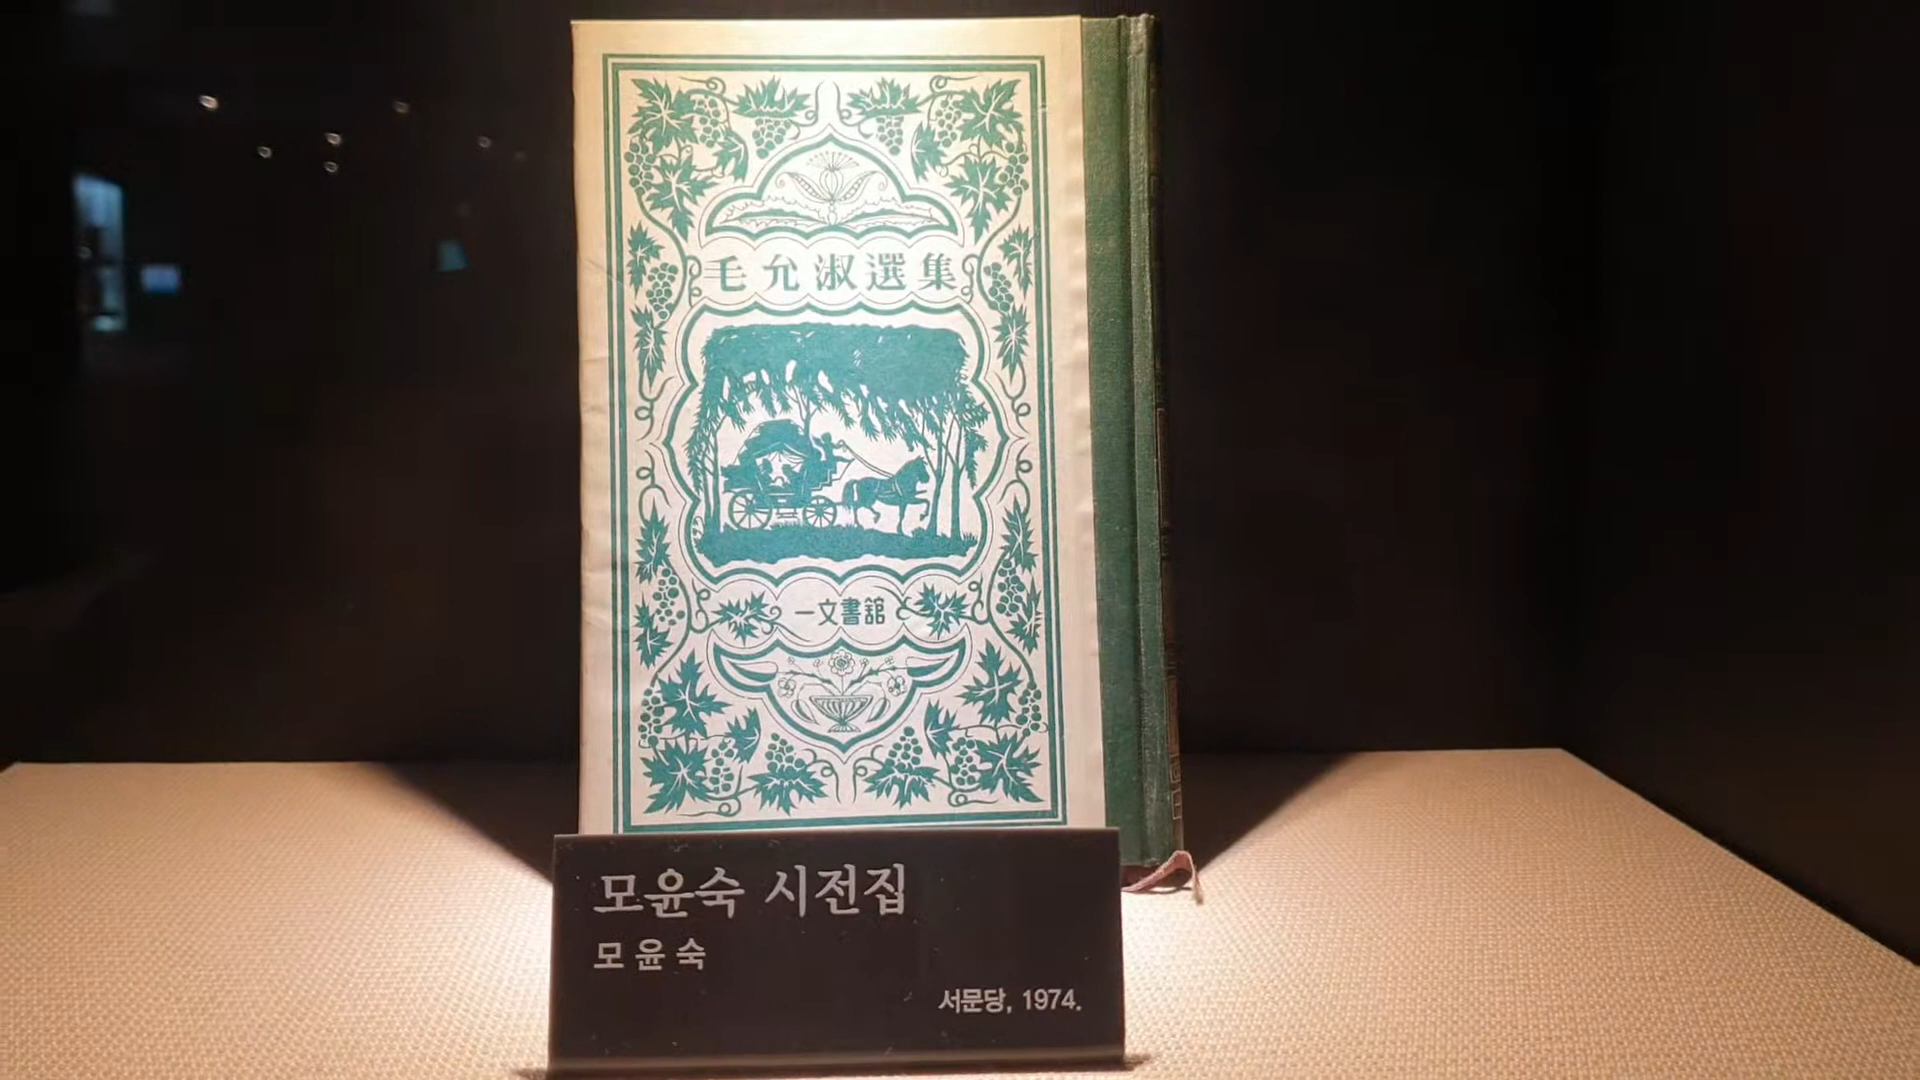 毛允淑選集
一文書舘
모윤숙 시전집
모윤숙
서문당, 1974.